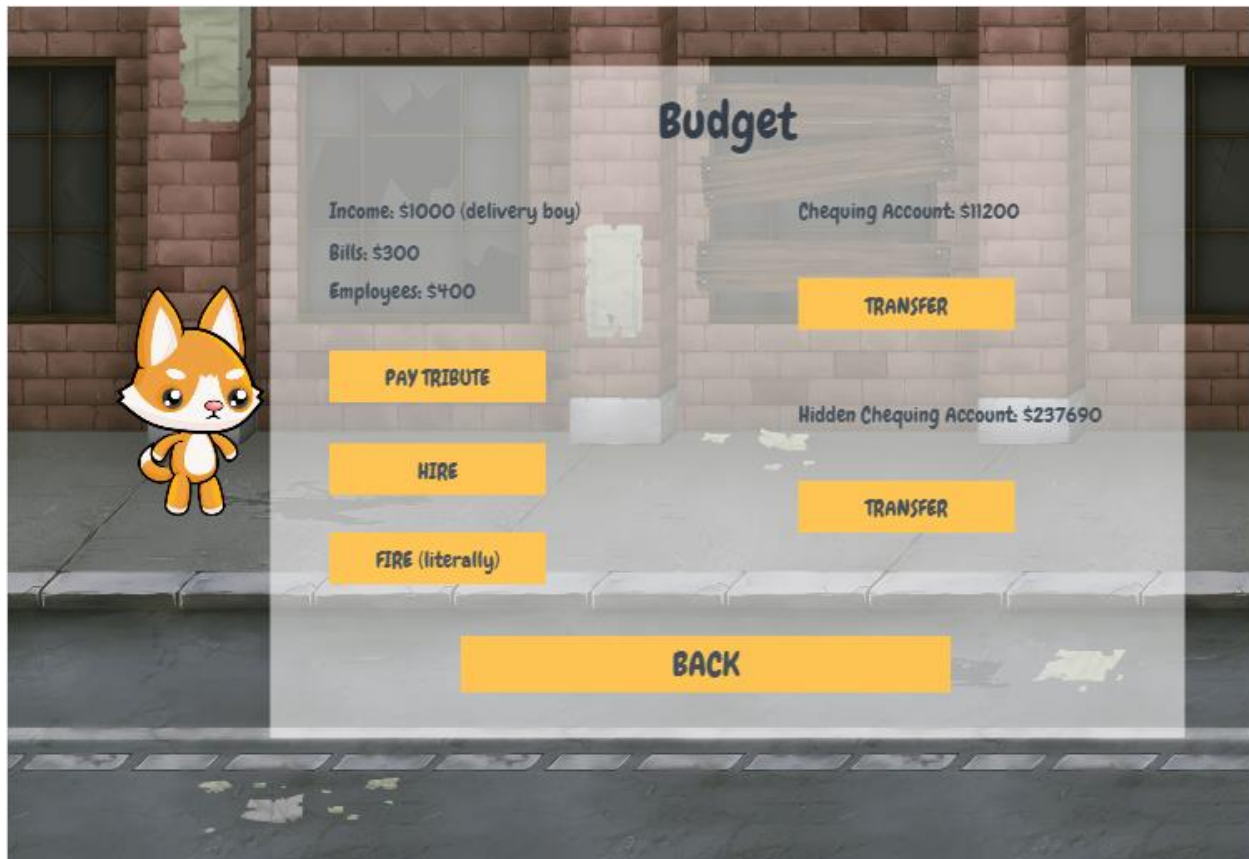 Budget
Income: $1000 (delivery boy)
Bills: $300
Employees: $400
PAY TRIBUTE
HIRE
FIRE (literally)
Chequing Account: $11200
TRANSFER
Hidden Chequing Account: $237690
TRANSFER
BACK